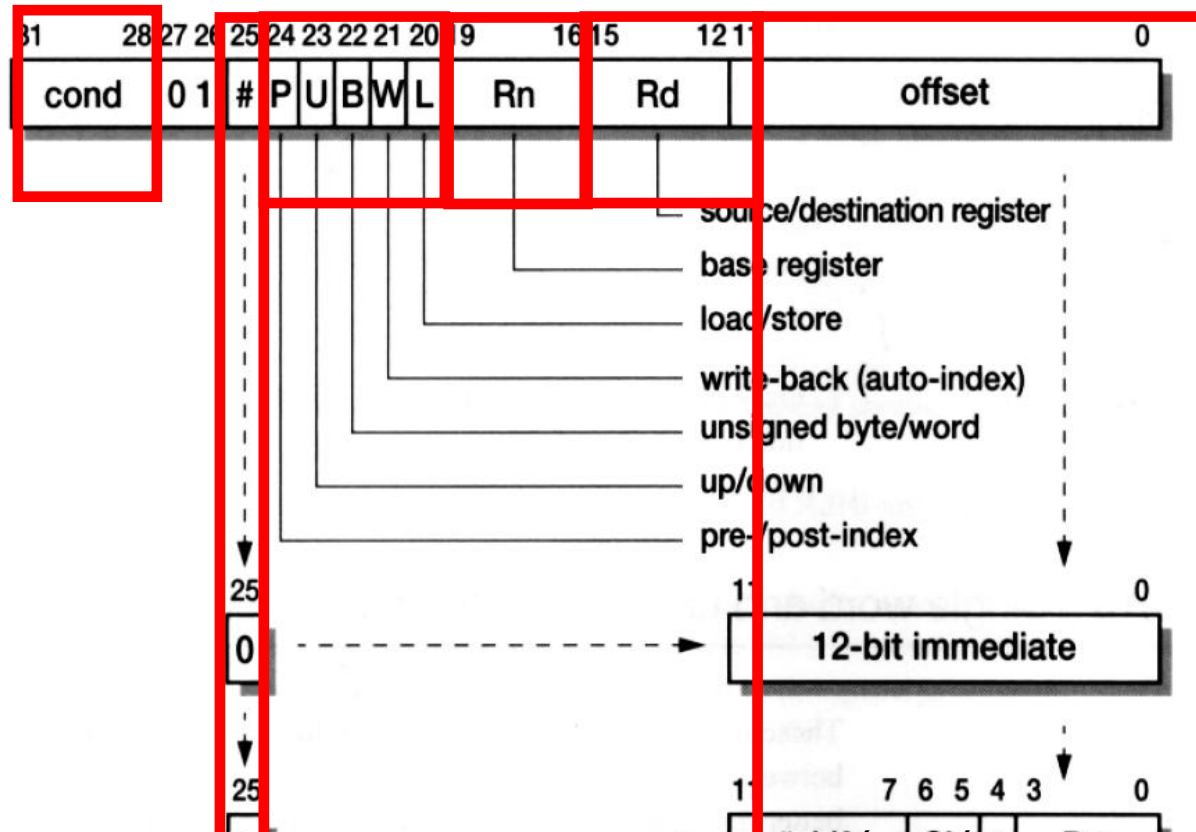 31 28 27 26 25 24 23 22 21 20 19 16 15 12 11 0
cond 0 1 # P U B W L Rn Rd offset
source/destination register
base register
load/store
write-back (auto-index)
unsigned byte/word
up/down
pre-/post-index
25 11 0
0 12-bit immediate
25 11 7 6 5 4 3 0